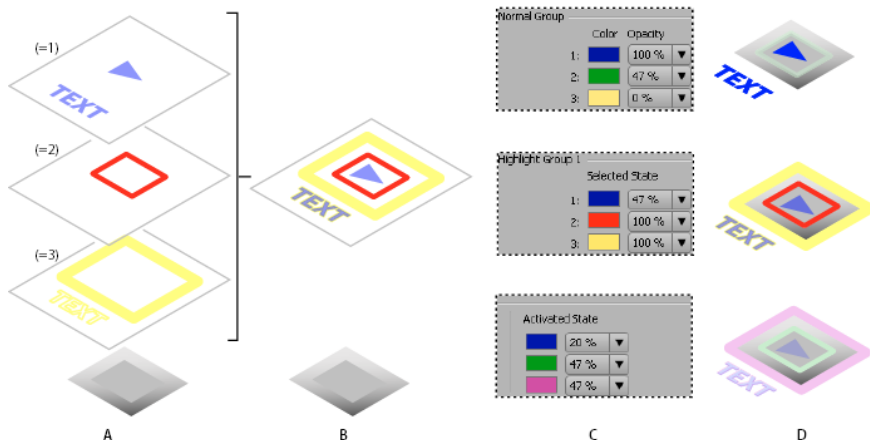 (=1)
TEXT
(=2)
(=3)
TEXT
A
TEXT
B
Normal Group
Color Opacity
1: 100 %
2: 47 %
3: 0 %
Highlight Group 1
Selected State
1: 47 %
2: 100 %
3: 100 %
Activated State
20 %
47 %
47 %
C
TEXT
TEXT
TEXT
D